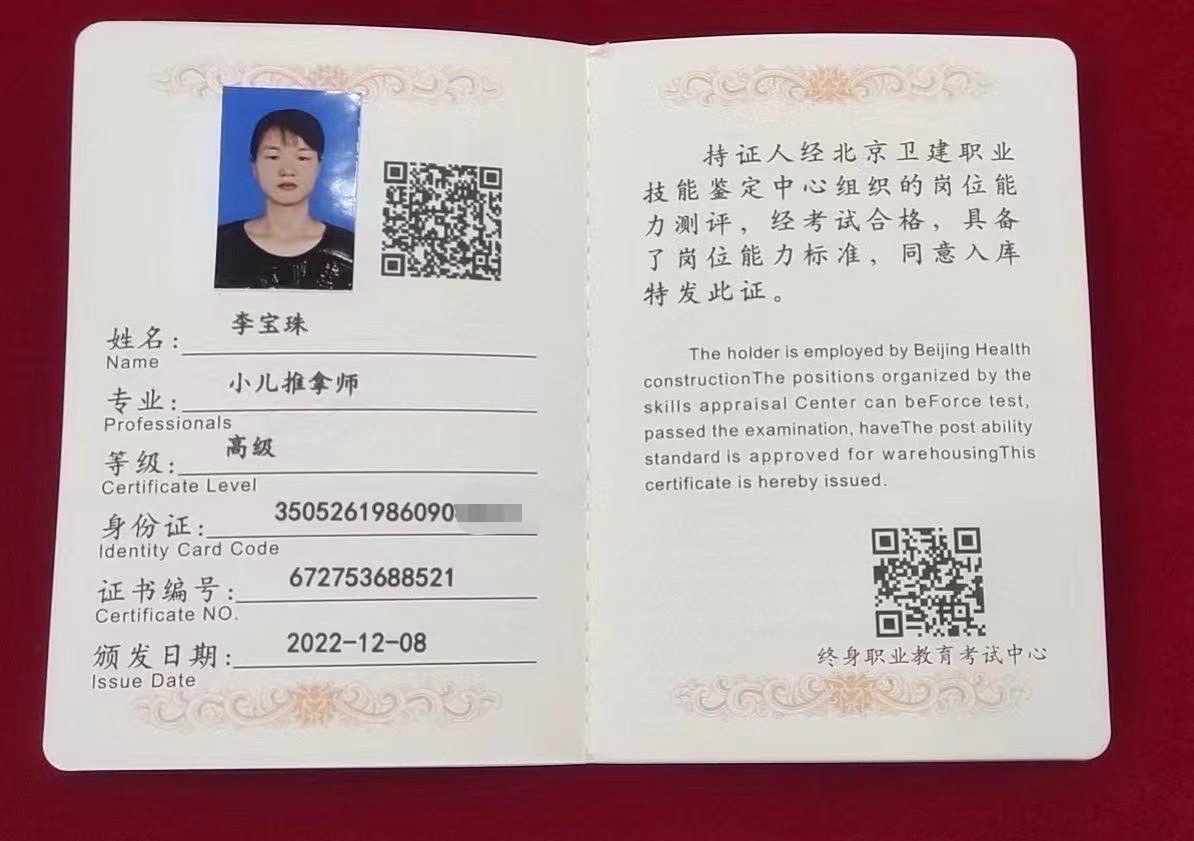 姓名: 李宝珠
Name
专业: 小儿推拿师
Professionals
等级: 高级
Certificate Level
身份证: 3505261986090
Identity Card Code
证书编号: 672753688521
Certificate NO.
颁发日期: 2022-12-08
Issue Date
持证人经北京卫建职业
技能鉴定中心组织的岗位能
力测评，经考试合格，具备
了岗位能力标准，同意入库
特发此证。
The holder is employed by Beijing Health
constructionThe positions organized by the
skills appraisal Center can beForce test,
passed the examination, haveThe post ability
standard is approved for warehousingThis
certificate is hereby issued.
终身职业教育考试中心